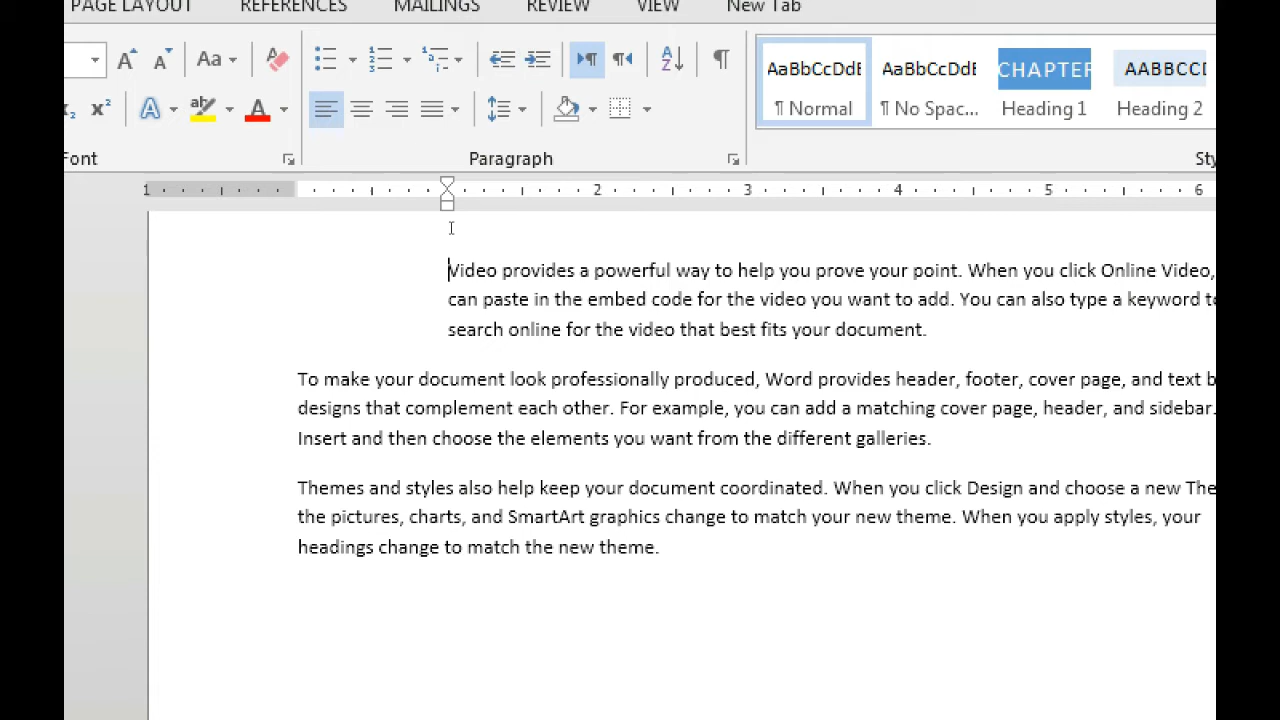 PAGE LAYOUT REFERENCES MAILINGS REVIEW VIEW New Tab
A A Aa
AaBbCcDdE AaBbCcDdE CHAPTER AABBCC
x² A A
¶ Normal ¶ No Spac... Heading 1 Heading 2
Font Paragraph Sty
1 2 3 4 5 6
Video provides a powerful way to help you prove your point. When you click Online Video,
can paste in the embed code for the video you want to add. You can also type a keyword to
search online for the video that best fits your document.
To make your document look professionally produced, Word provides header, footer, cover page, and text b
designs that complement each other. For example, you can add a matching cover page, header, and sidebar.
Insert and then choose the elements you want from the different galleries.
Themes and styles also help keep your document coordinated. When you click Design and choose a new The
the pictures, charts, and SmartArt graphics change to match your new theme. When you apply styles, your
headings change to match the new theme.